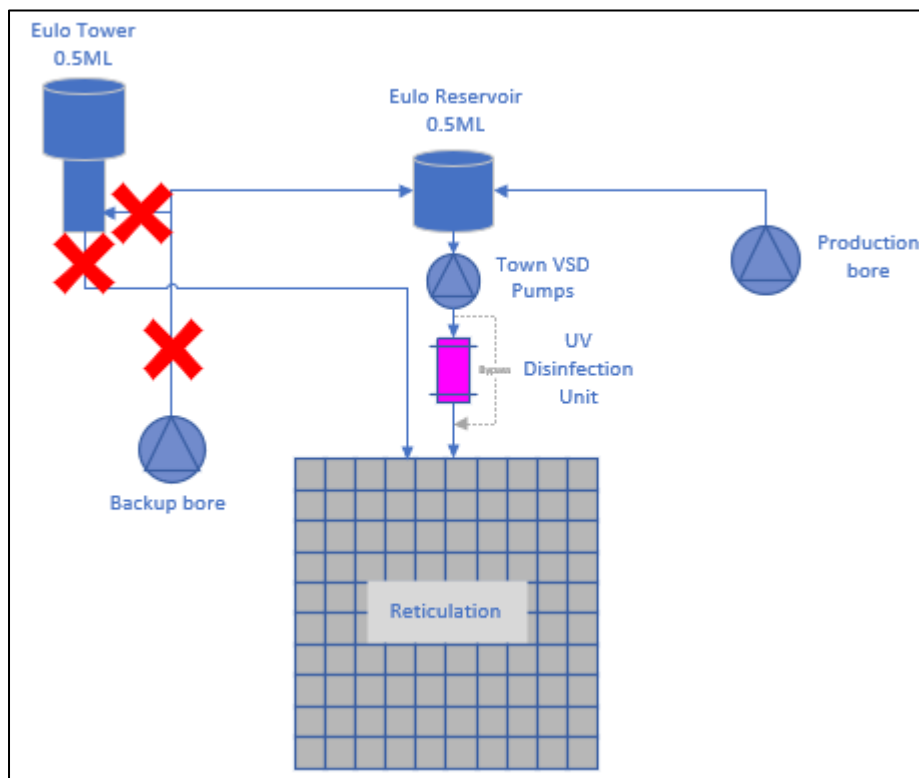 Eulo Tower
0.5ML
Eulo Reservoir
0.5ML
Town VSD
Pumps
Production
bore
UV
Disinfection
Unit
Bypass
Backup bore
Reticulation